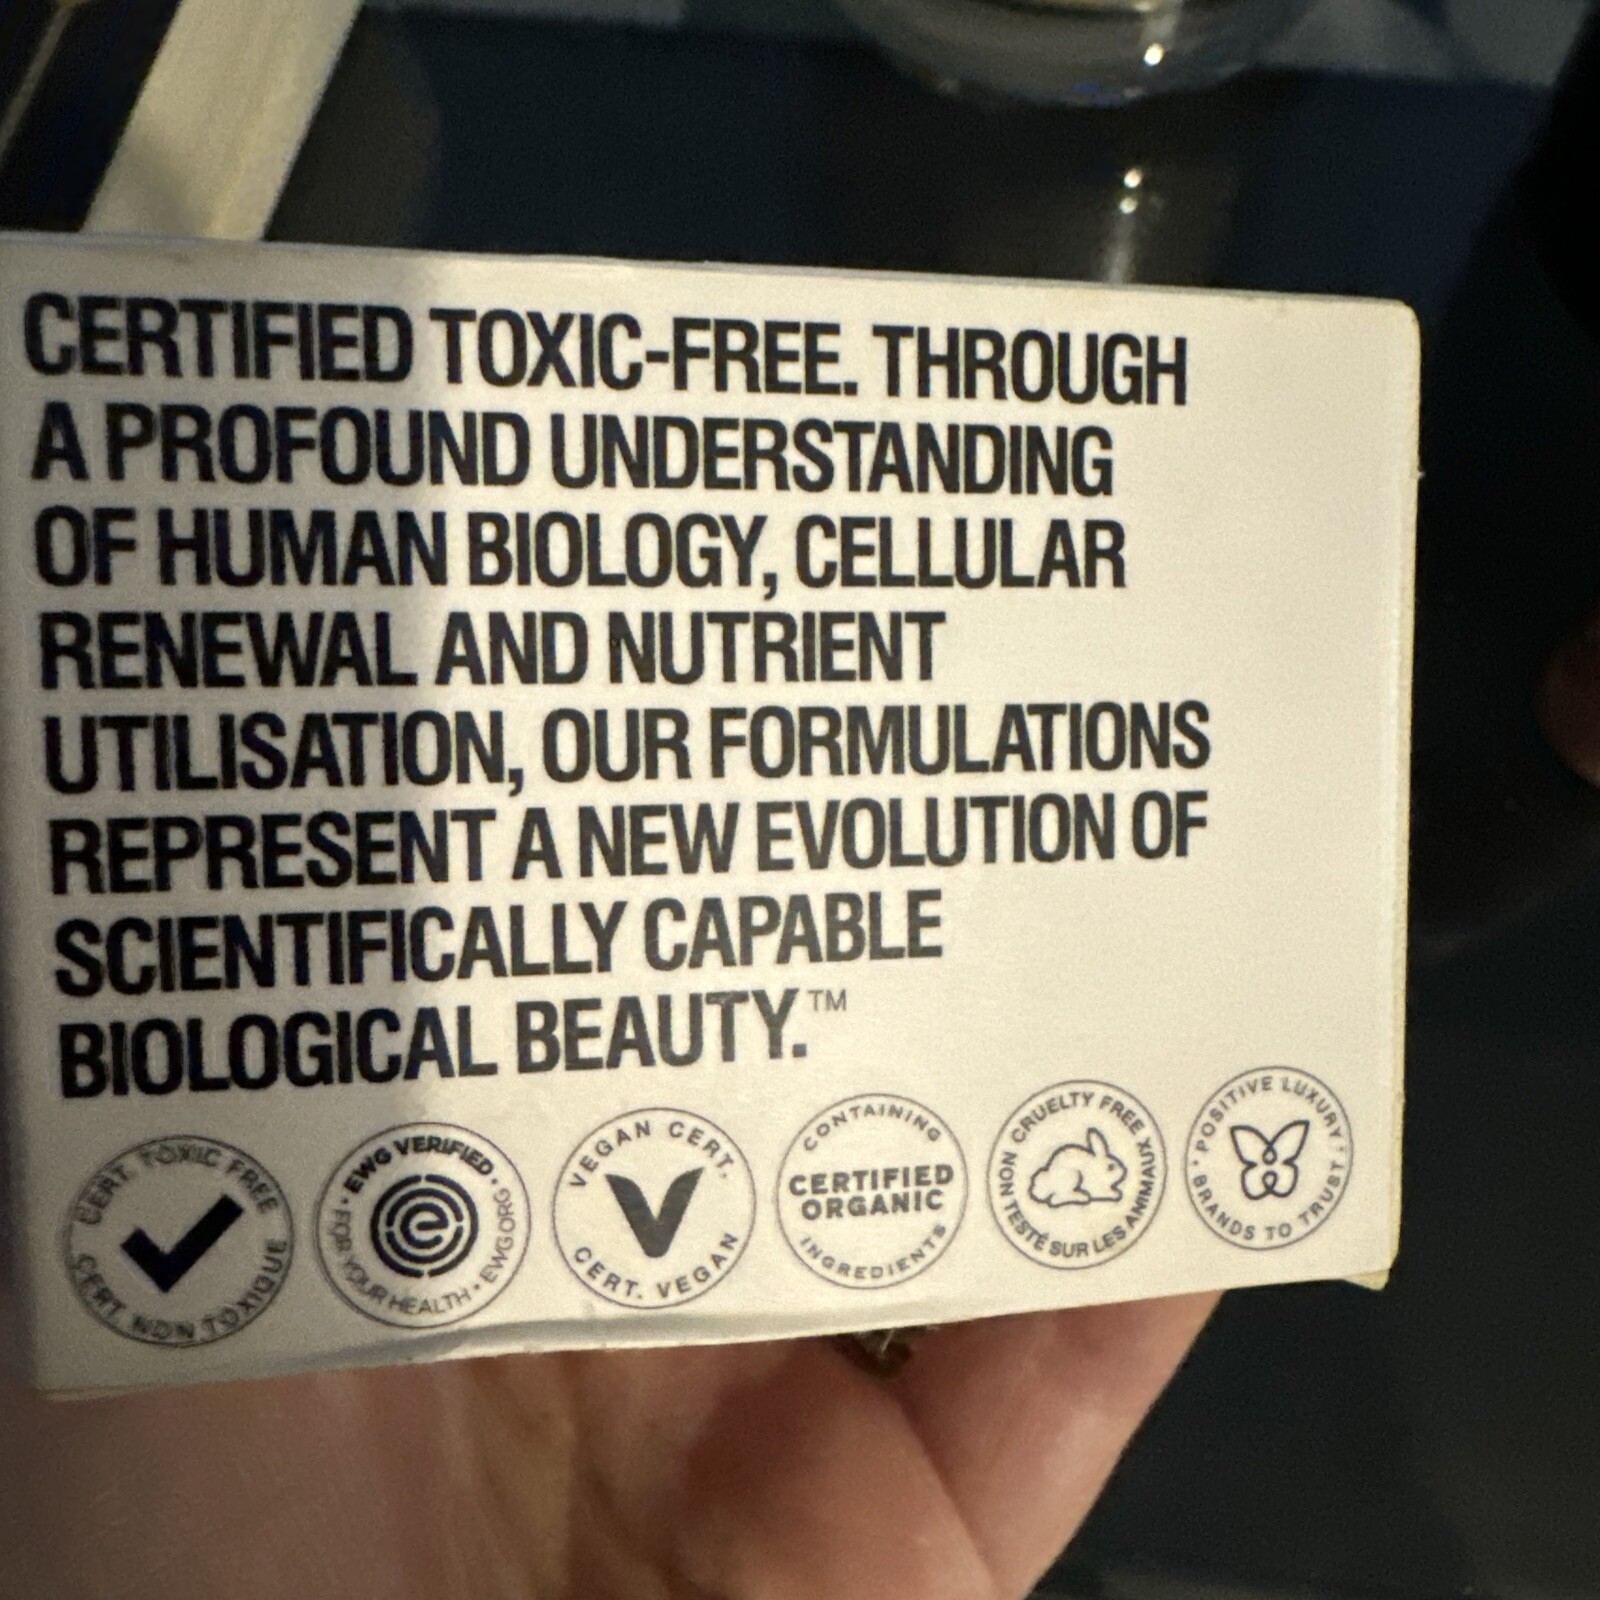 CERTIFIED TOXIC-FREE. THROUGH
A PROFOUND UNDERSTANDING
OF HUMAN BIOLOGY, CELLULAR
RENEWAL AND NUTRIENT
UTILISATION, OUR FORMULATIONS
REPRESENT A NEW EVOLUTION OF
SCIENTIFICALLY CAPABLE
BIOLOGICAL BEAUTY.™
CERT. TOXIC FREE
CERT. NON TOXIQUE
• EWG VERIFIED •
FOR YOUR HEALTH • EWG.ORG
VEGAN CERT.
V
CERT. VEGAN
CONTAINING
CERTIFIED
ORGANIC
INGREDIENTS
CRUELTY FREE
NON TESTÉ SUR LES ANIMAUX
• POSITIVE LUXURY •
BRANDS TO TRUST